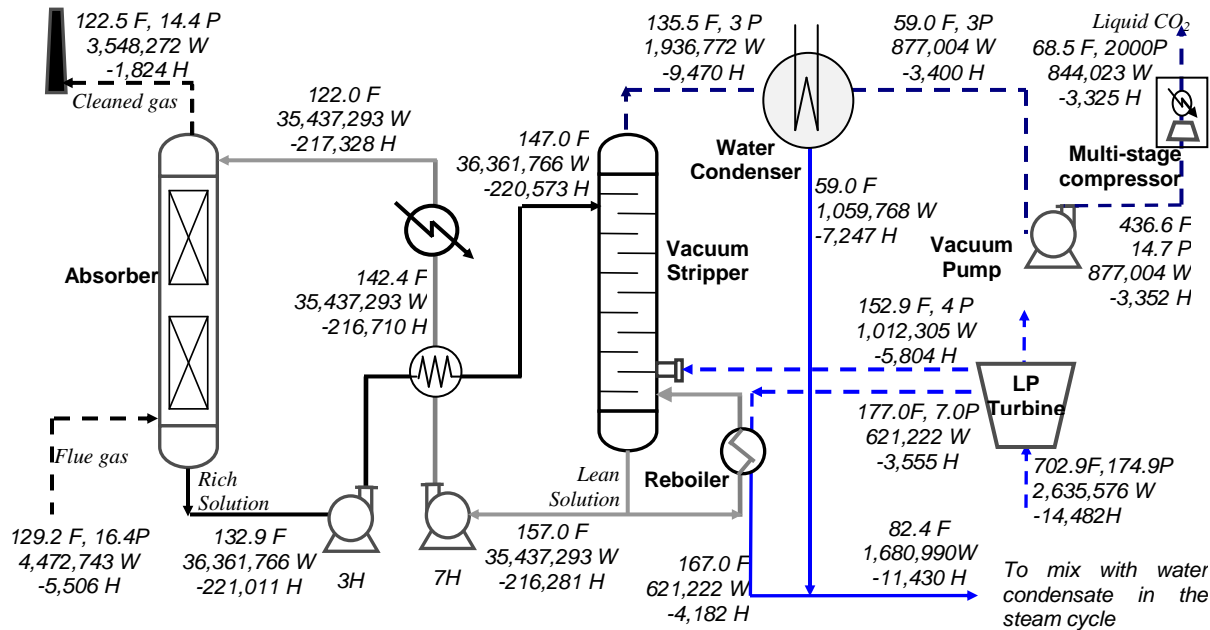 122.5 F, 14.4 P
3,548,272 W
-1,824 H
Cleaned gas
122.0 F
35,437,293 W
-217,328 H
147.0 F
36,361,766 W
-220,573 H
135.5 F, 3 P
1,936,772 W
-9,470 H
59.0 F, 3P
877,004 W
-3,400 H
Liquid CO2
68.5 F, 2000P
844,023 W
-3,325 H
Water
Condenser
Multi-stage
compressor
59.0 F
1,059,768 W
-7,247 H
Vacuum
Pump
436.6 F
14.7 P
877,004 W
-3,352 H
Absorber
142.4 F
35,437,293 W
-216,710 H
Vacuum
Stripper
152.9 F, 4 P
1,012,305 W
-5,804 H
LP
Turbine
177.0F, 7.0P
621,222 W
-3,555 H
702.9F,174.9P
2,635,576 W
-14,482H
Flue gas
129.2 F, 16.4P
4,472,743 W
-5,506 H
Rich
Solution
132.9 F
36,361,766 W
-221,011 H
3H
7H
Lean
Solution
157.0 F
35,437,293 W
-216,281 H
Reboiler
167.0 F
621,222 W
-4,182 H
82.4 F
1,680,990W
-11,430 H
To mix with water
condensate in the
steam cycle